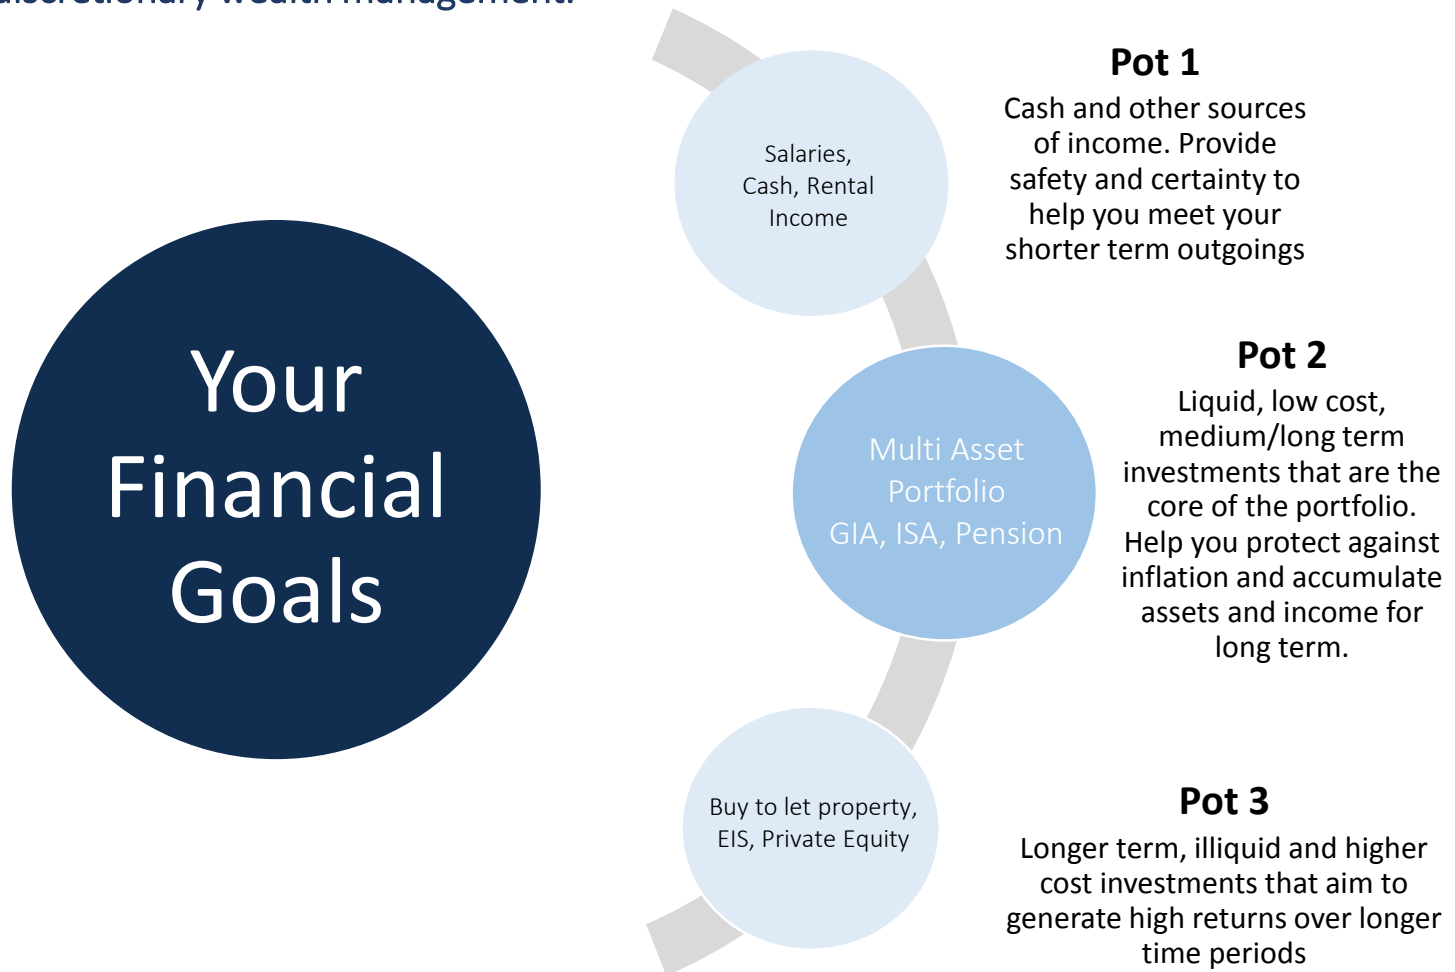 discretionary wealth management.
Your
Financial
Goals
Salaries,
Cash, Rental
Income
Pot 1
Cash and other sources
of income. Provide
safety and certainty to
help you meet your
shorter term outgoings
Multi Asset
Portfolio
GIA, ISA, Pension
Pot 2
Liquid, low cost,
medium/long term
investments that are the
core of the portfolio.
Help you protect against
inflation and accumulate
assets and income for
long term.
Buy to let property,
EIS, Private Equity
Pot 3
Longer term, illiquid and higher
cost investments that aim to
generate high returns over longer
time periods